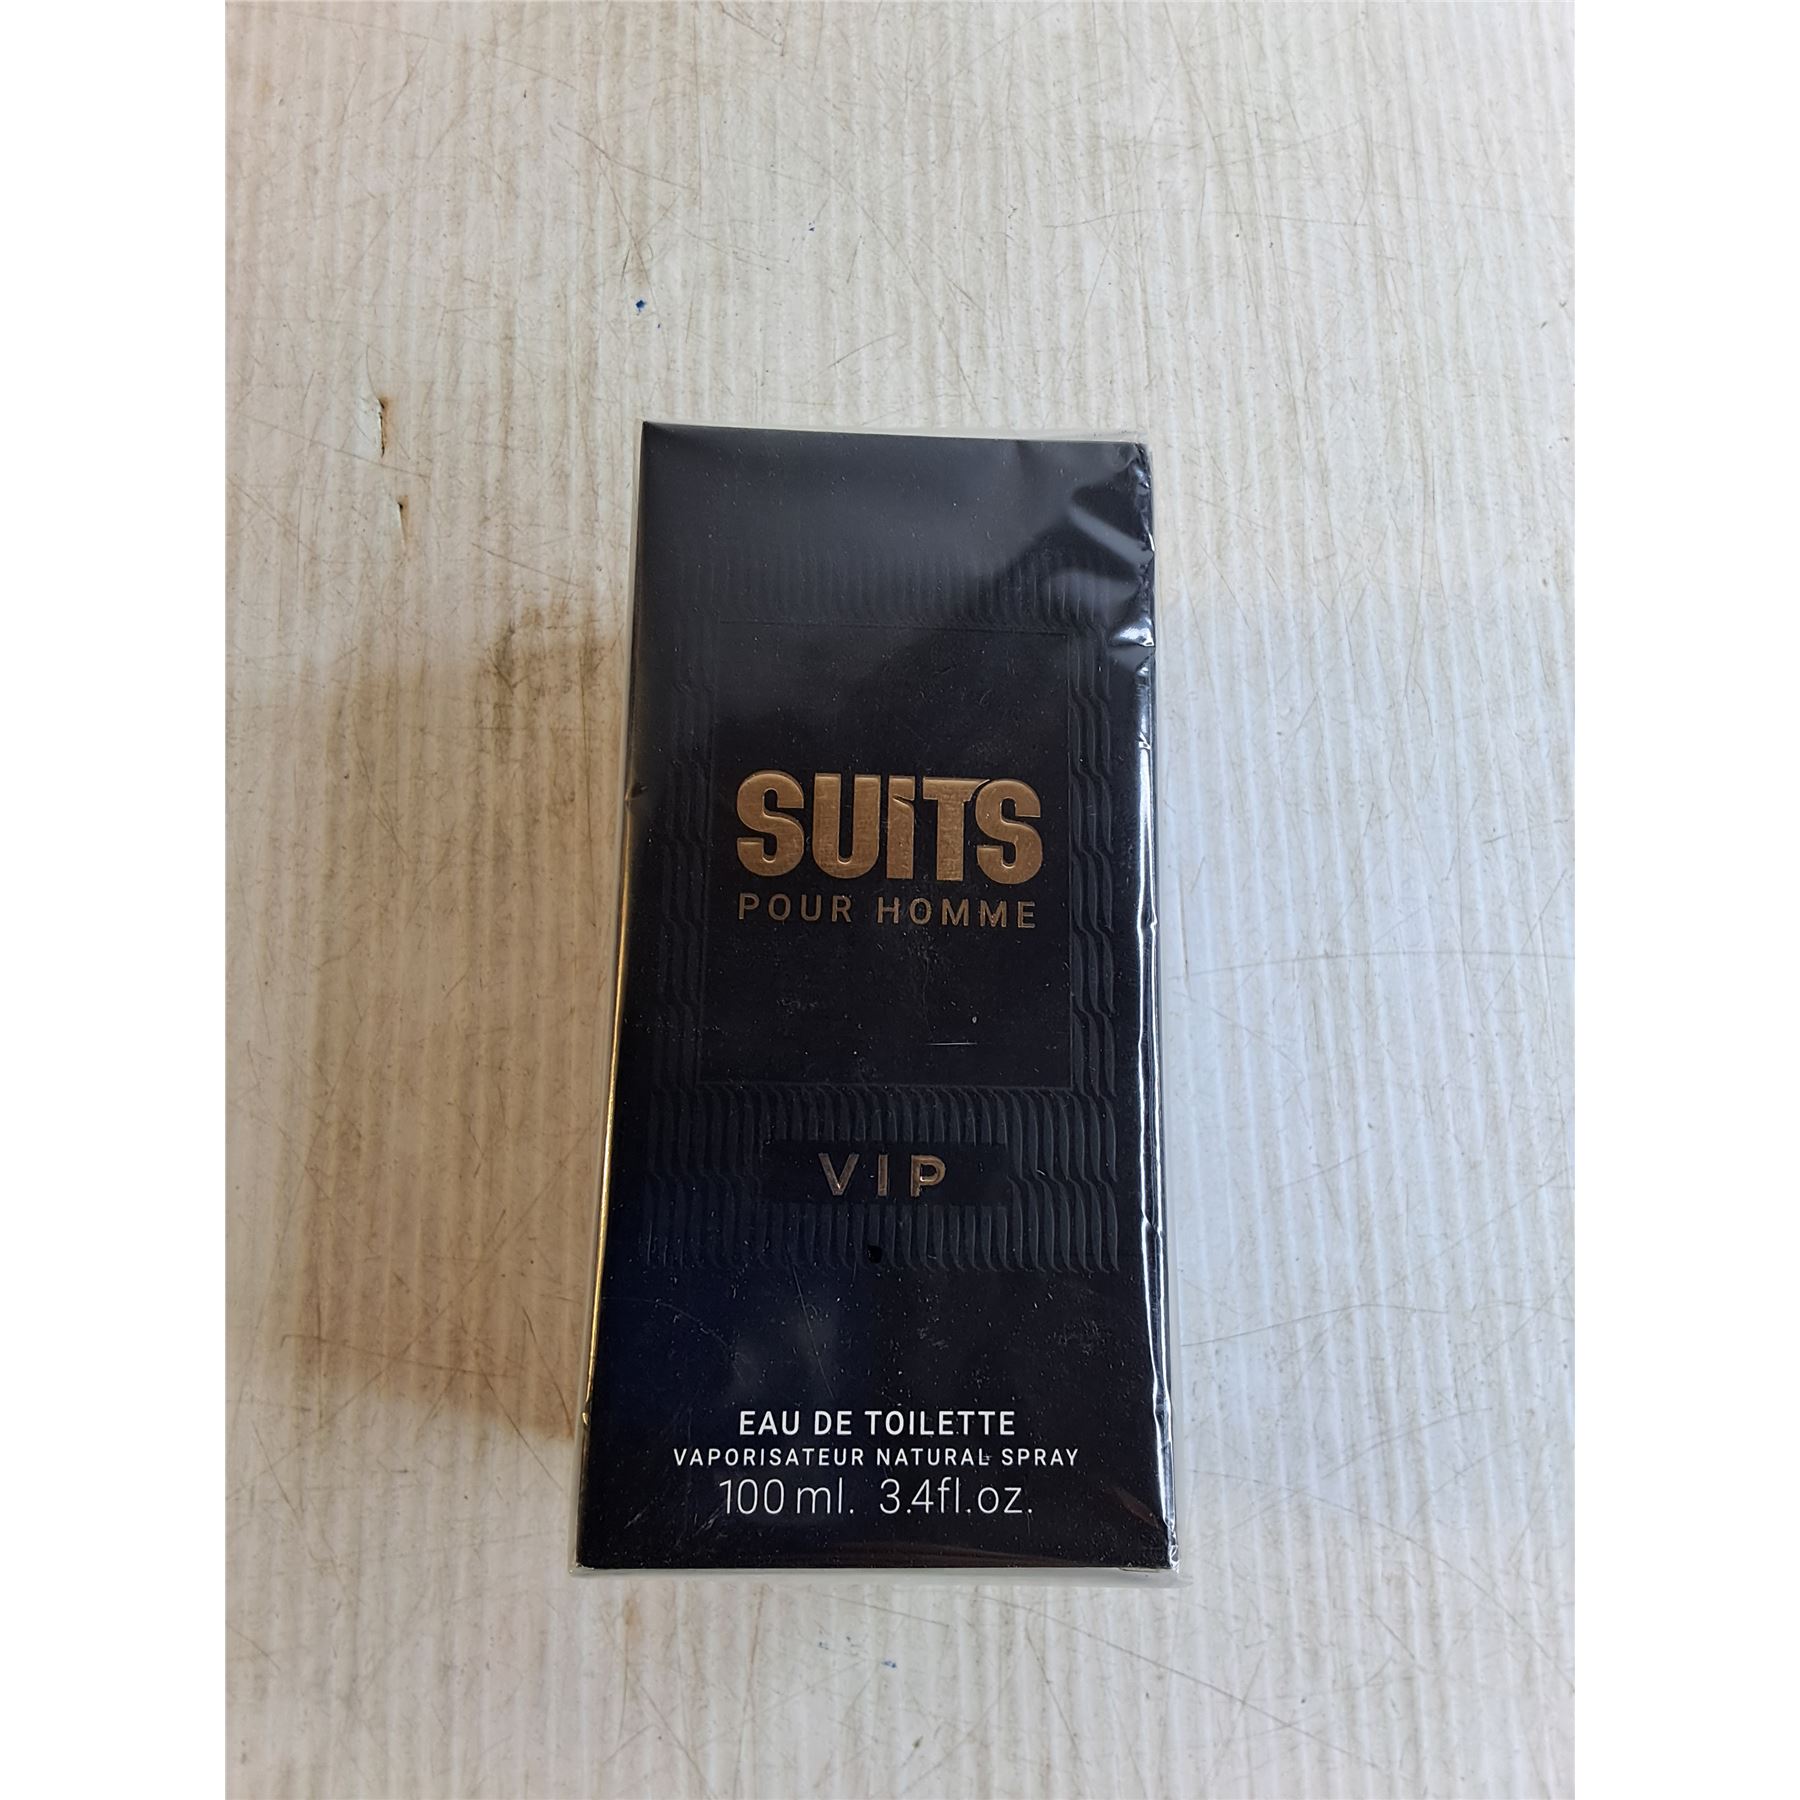 SUITS
POUR HOMME
VIP
EAU DE TOILETTE
VAPORISATEUR NATURAL SPRAY
100 ml. 3.4fl.oz.